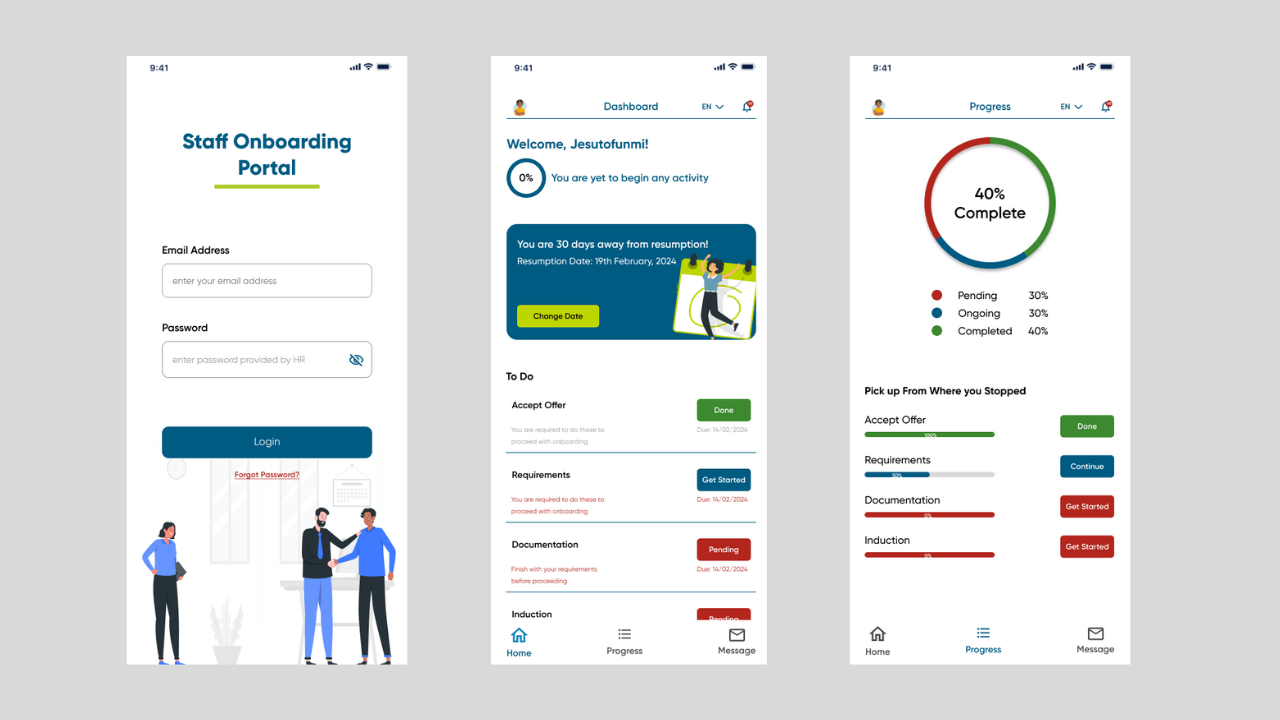 9:41
Staff Onboarding
Portal
Email Address
enter your email address
Password
enter password provided by HR
Login
Forgot Password?
9:41
Dashboard
EN
Welcome, Jesutofunmi!
0%
You are yet to begin any activity
You are 30 days away from resumption!
Resumption Date: 19th February, 2024
Change Date
To Do
Accept Offer
Done
You are required to do these to
proceed with onboarding
Due: 14/02/2024
Requirements
Get Started
You are required to do these to
proceed with onboarding
Due: 14/02/2024
Documentation
Pending
Finish with your requirements
before proceeding
Due: 14/02/2024
Induction
Pending
Home
Progress
Message
9:41
Progress
EN
40%
Complete
Pending 30%
Ongoing 30%
Completed 40%
Pick up From Where you Stopped
Accept Offer
100%
Done
Requirements
50%
Continue
Documentation
0%
Get Started
Induction
0%
Get Started
Home
Progress
Message